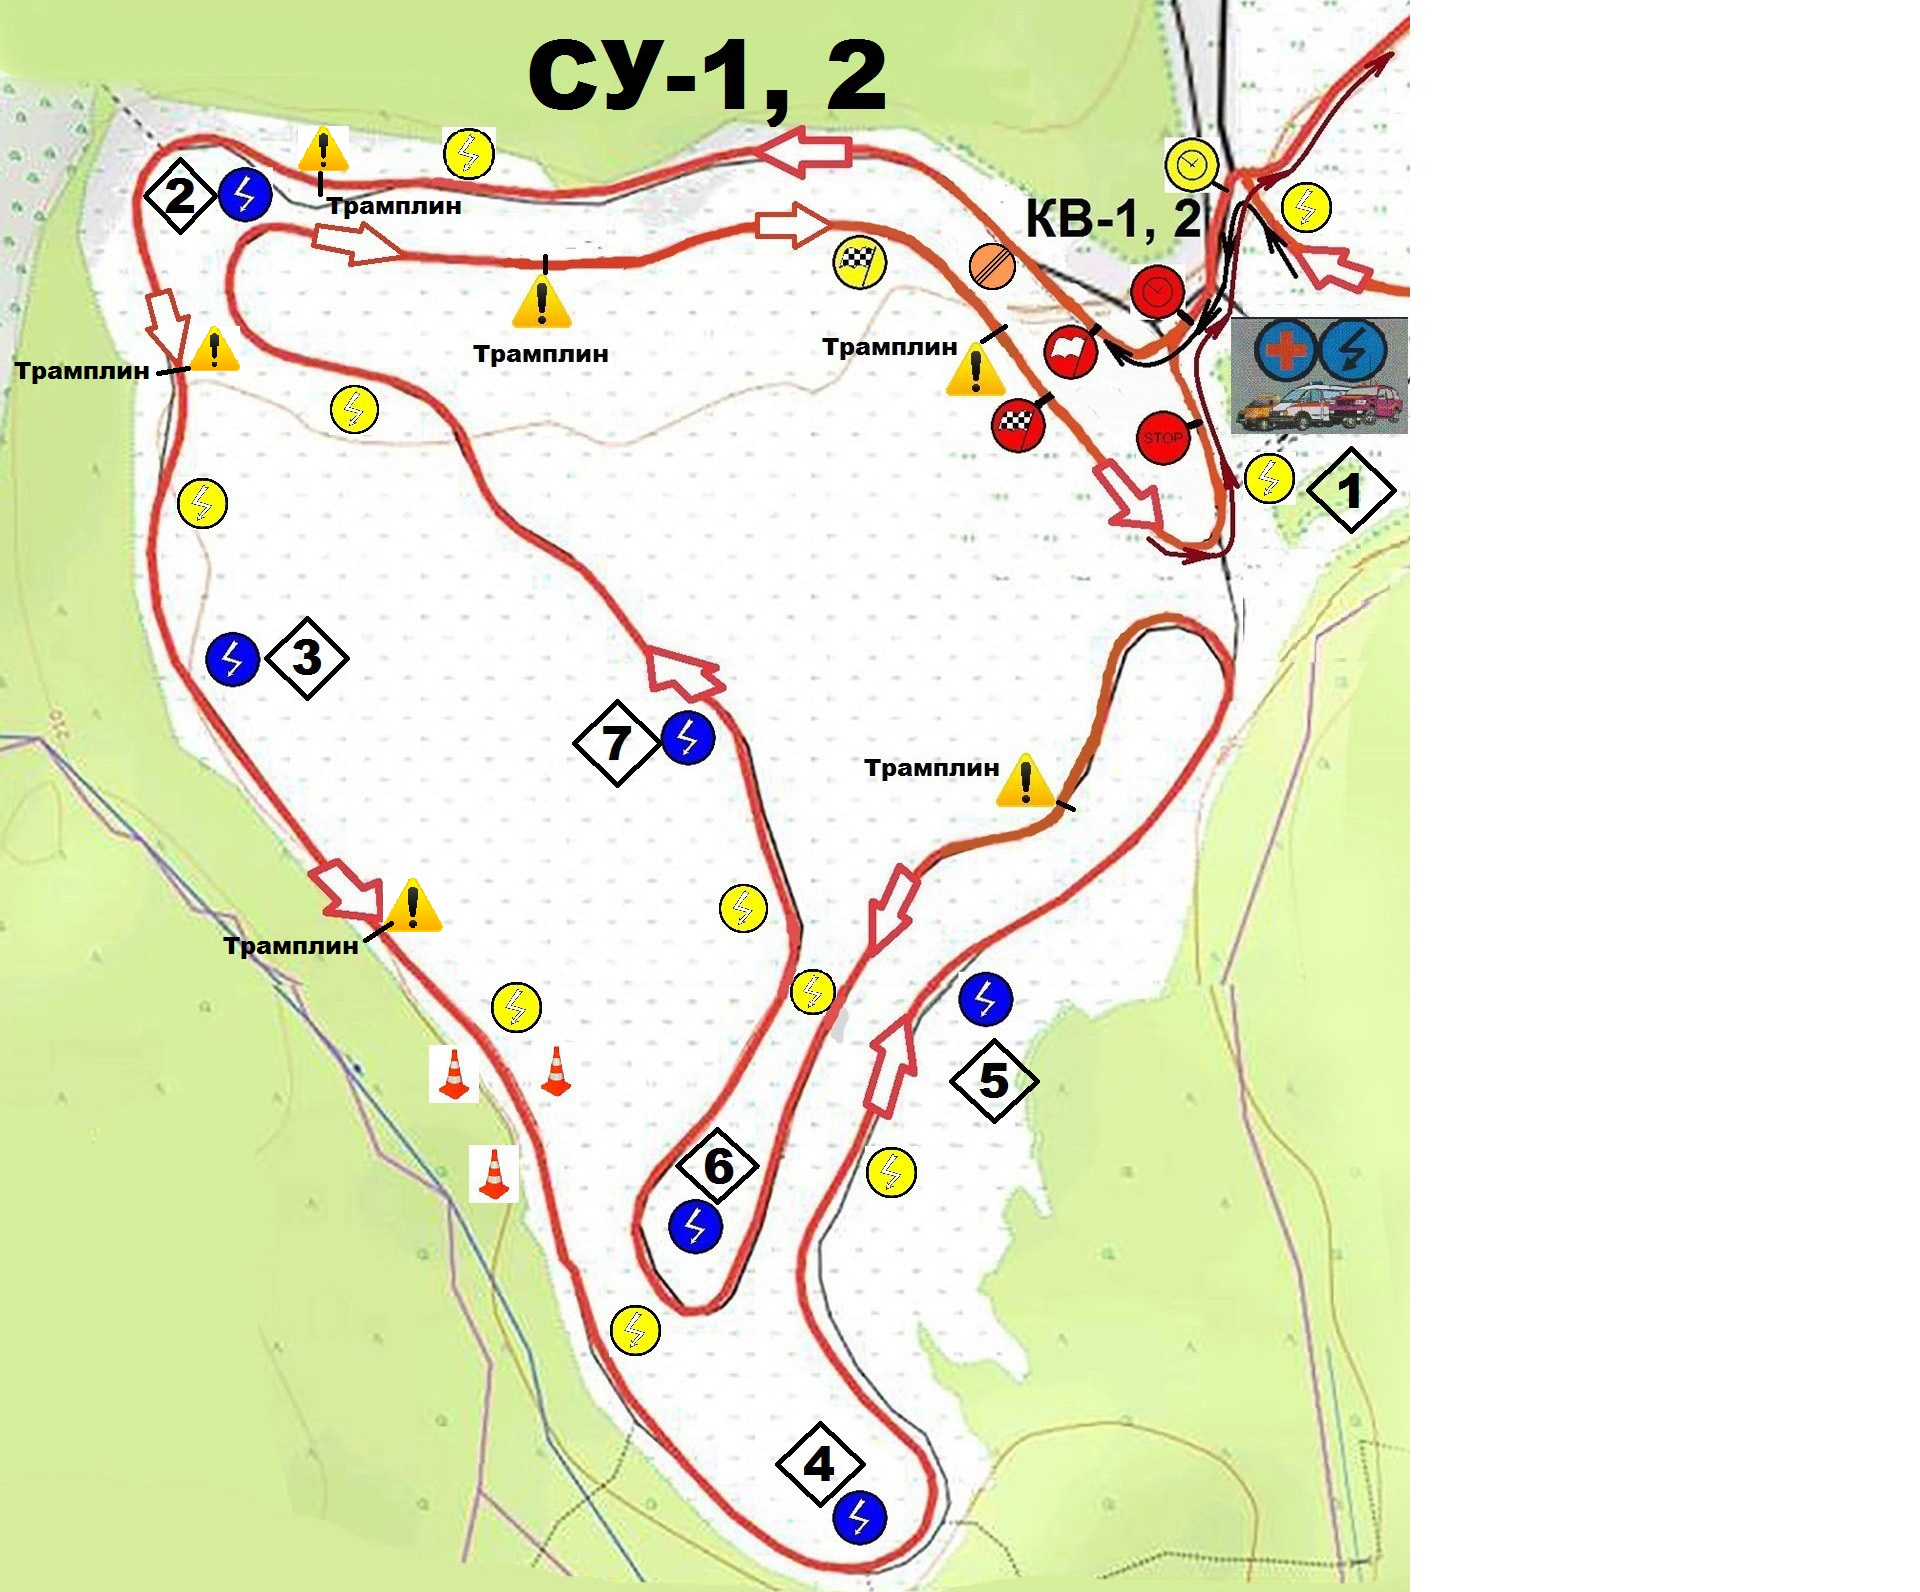 СУ-1, 2
КВ-1, 2
2
Трамплин
Трамплин
Трамплин
Трамплин
STOP
1
3
7
Трамплин
Трамплин
5
6
4